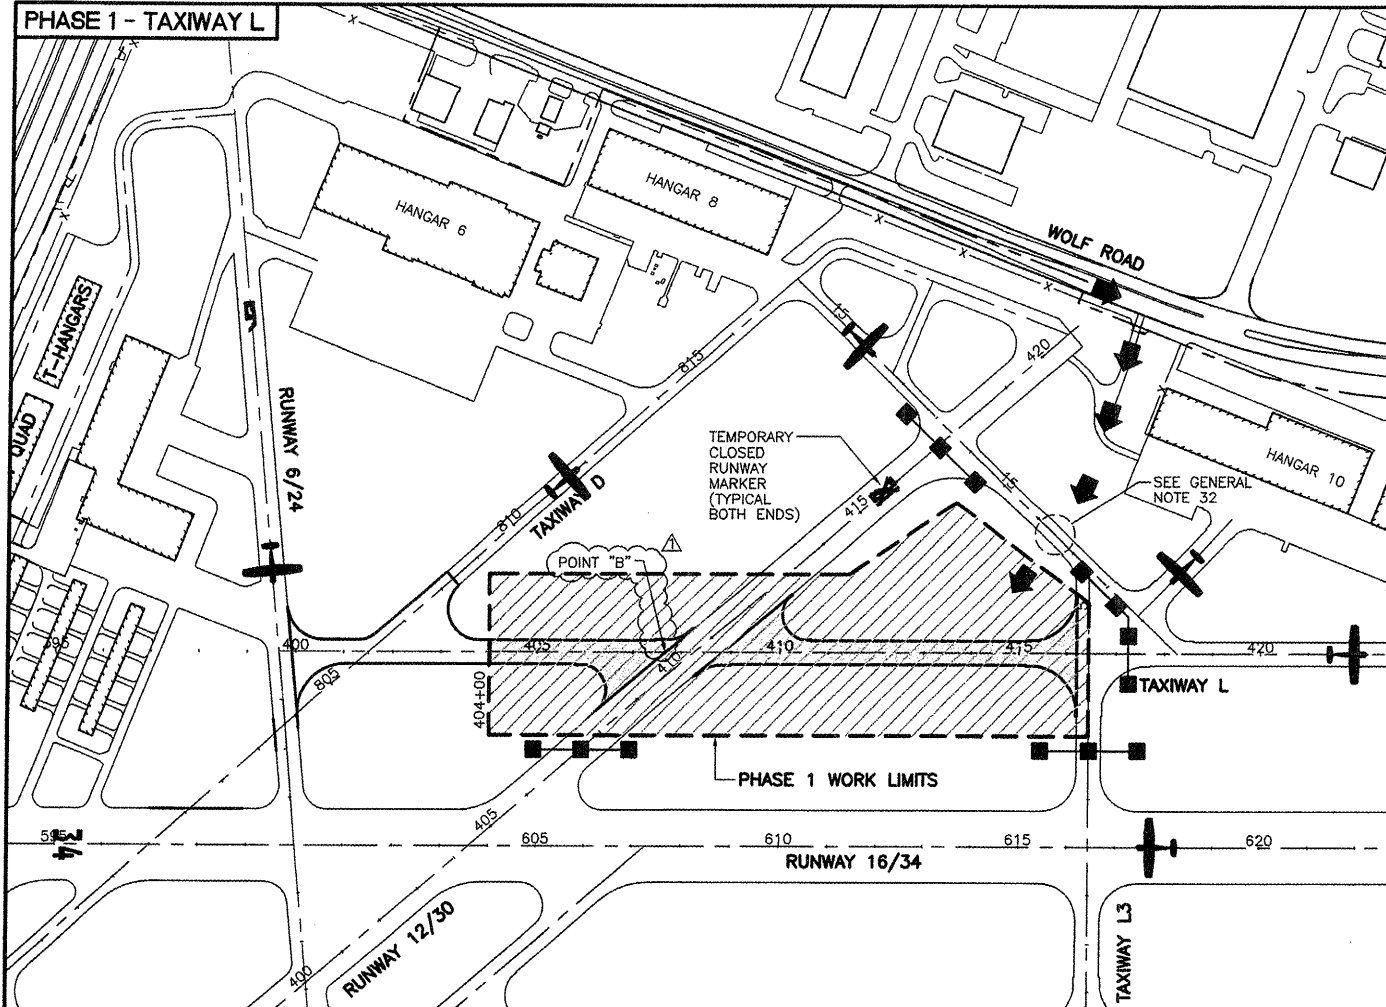 PHASE 1 - TAXIWAY L
HANGAR 6
HANGAR 8
WOLF ROAD
T-HANGARS
QUAD
RUNWAY 6/24
815
15
420
TEMPORARY
CLOSED
RUNWAY
MARKER
(TYPICAL
BOTH ENDS)
HANGAR 10
SEE GENERAL
NOTE 32
15
415
810
TAXIWAY D
POINT "B"
1
595
400
405
410
410
415
420
805
404+00
TAXIWAY L
PHASE 1 WORK LIMITS
595
34
405
605
610
615
620
RUNWAY 16/34
RUNWAY 12/30
400
TAXIWAY L3